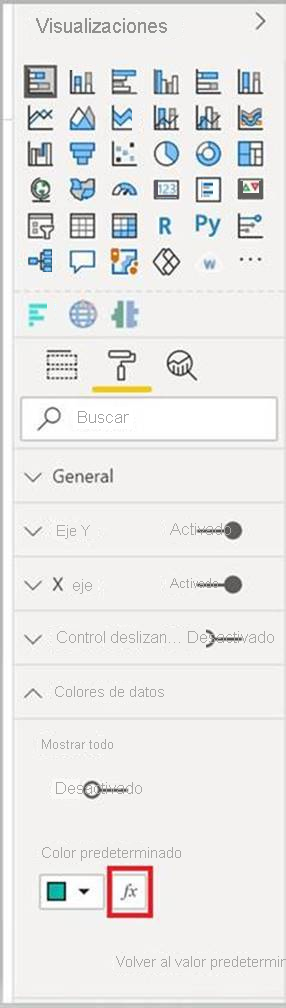 Visualizaciones
123
R Py
w
Buscar
General
Eje Y Activado
X eje Activado
Control deslizan... Desactivado
Colores de datos
Mostrar todo
Desactivado
Color predeterminado
fx
Volver al valor predetermin